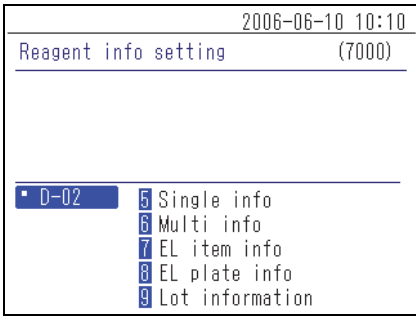 2006-06-10 10:10
Reagent info setting (7000)
D-02 5 Single info
6 Multi info
7 EL item info
8 EL plate info
9 Lot information